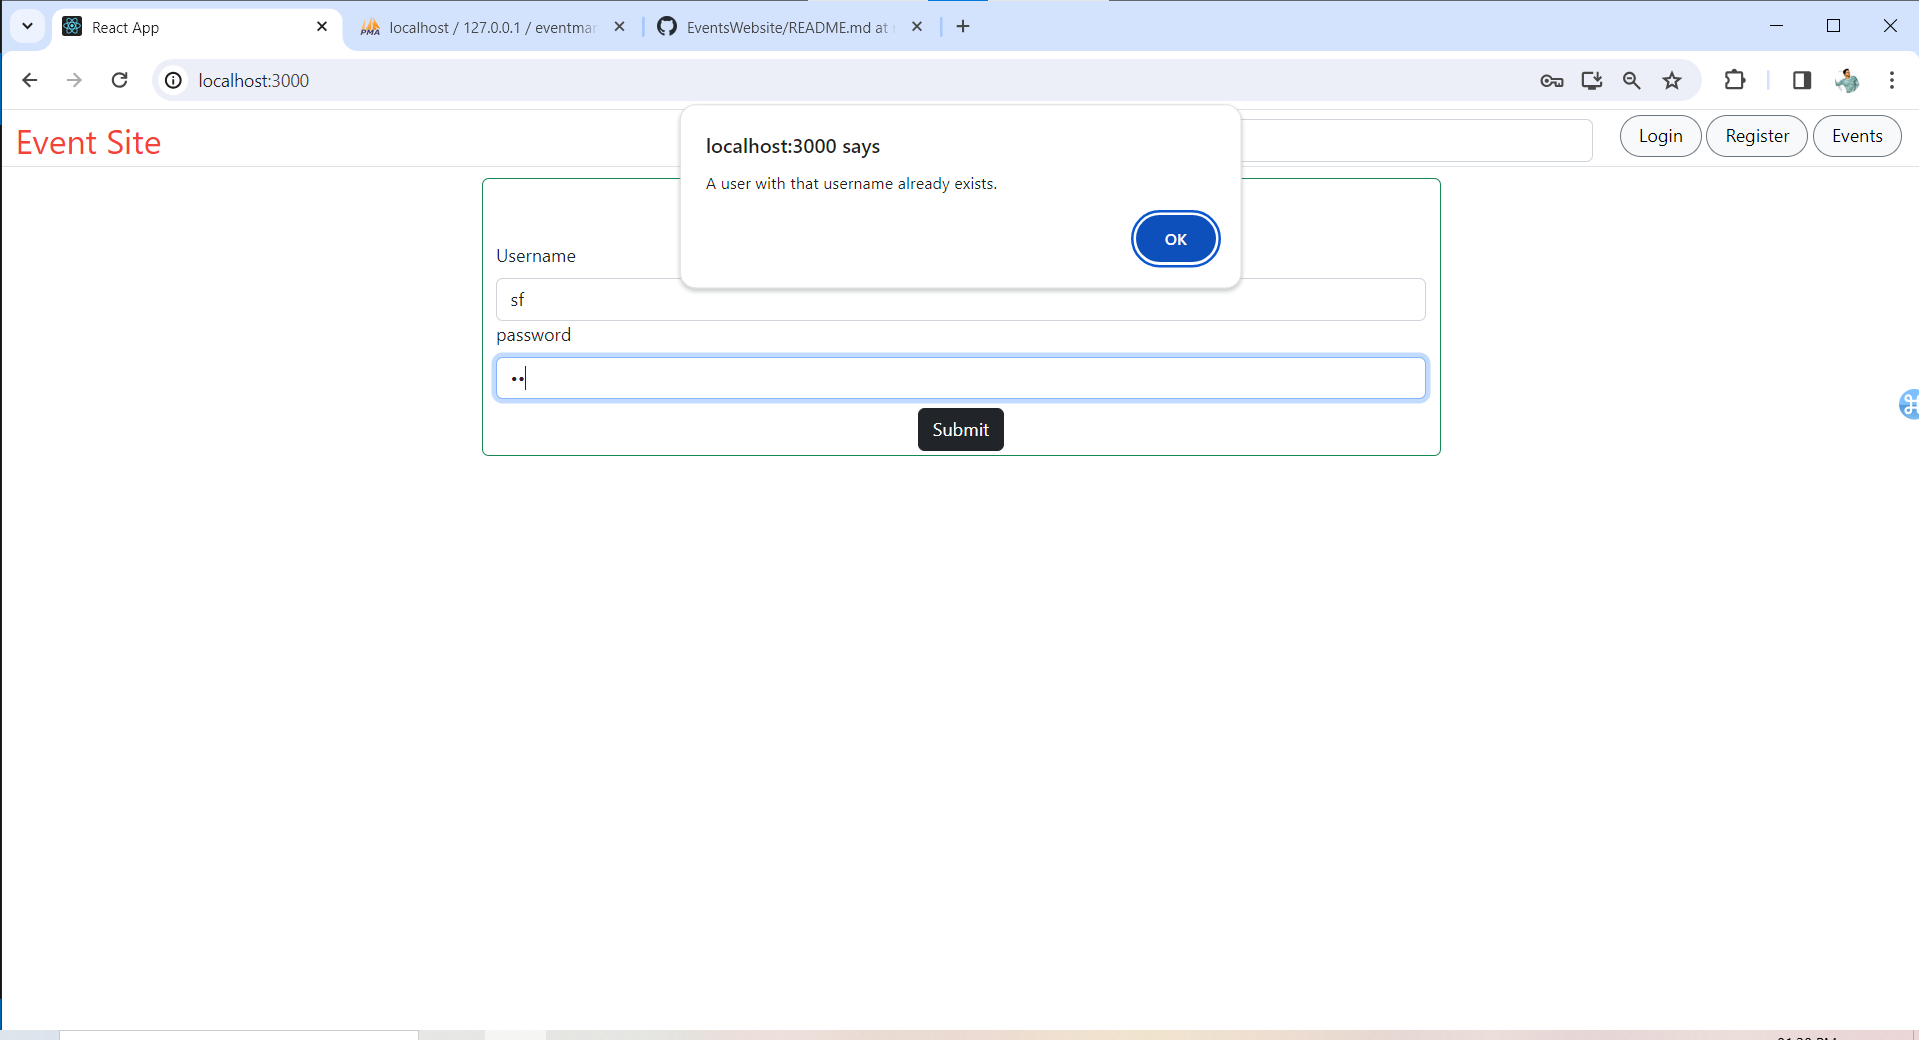 React App
localhost / 127.0.0.1 / eventmar
EventsWebsite/README.md at
localhost:3000
Event Site
Login
Register
Events
localhost:3000 says
A user with that username already exists.
OK
Username
sf
password
Submit